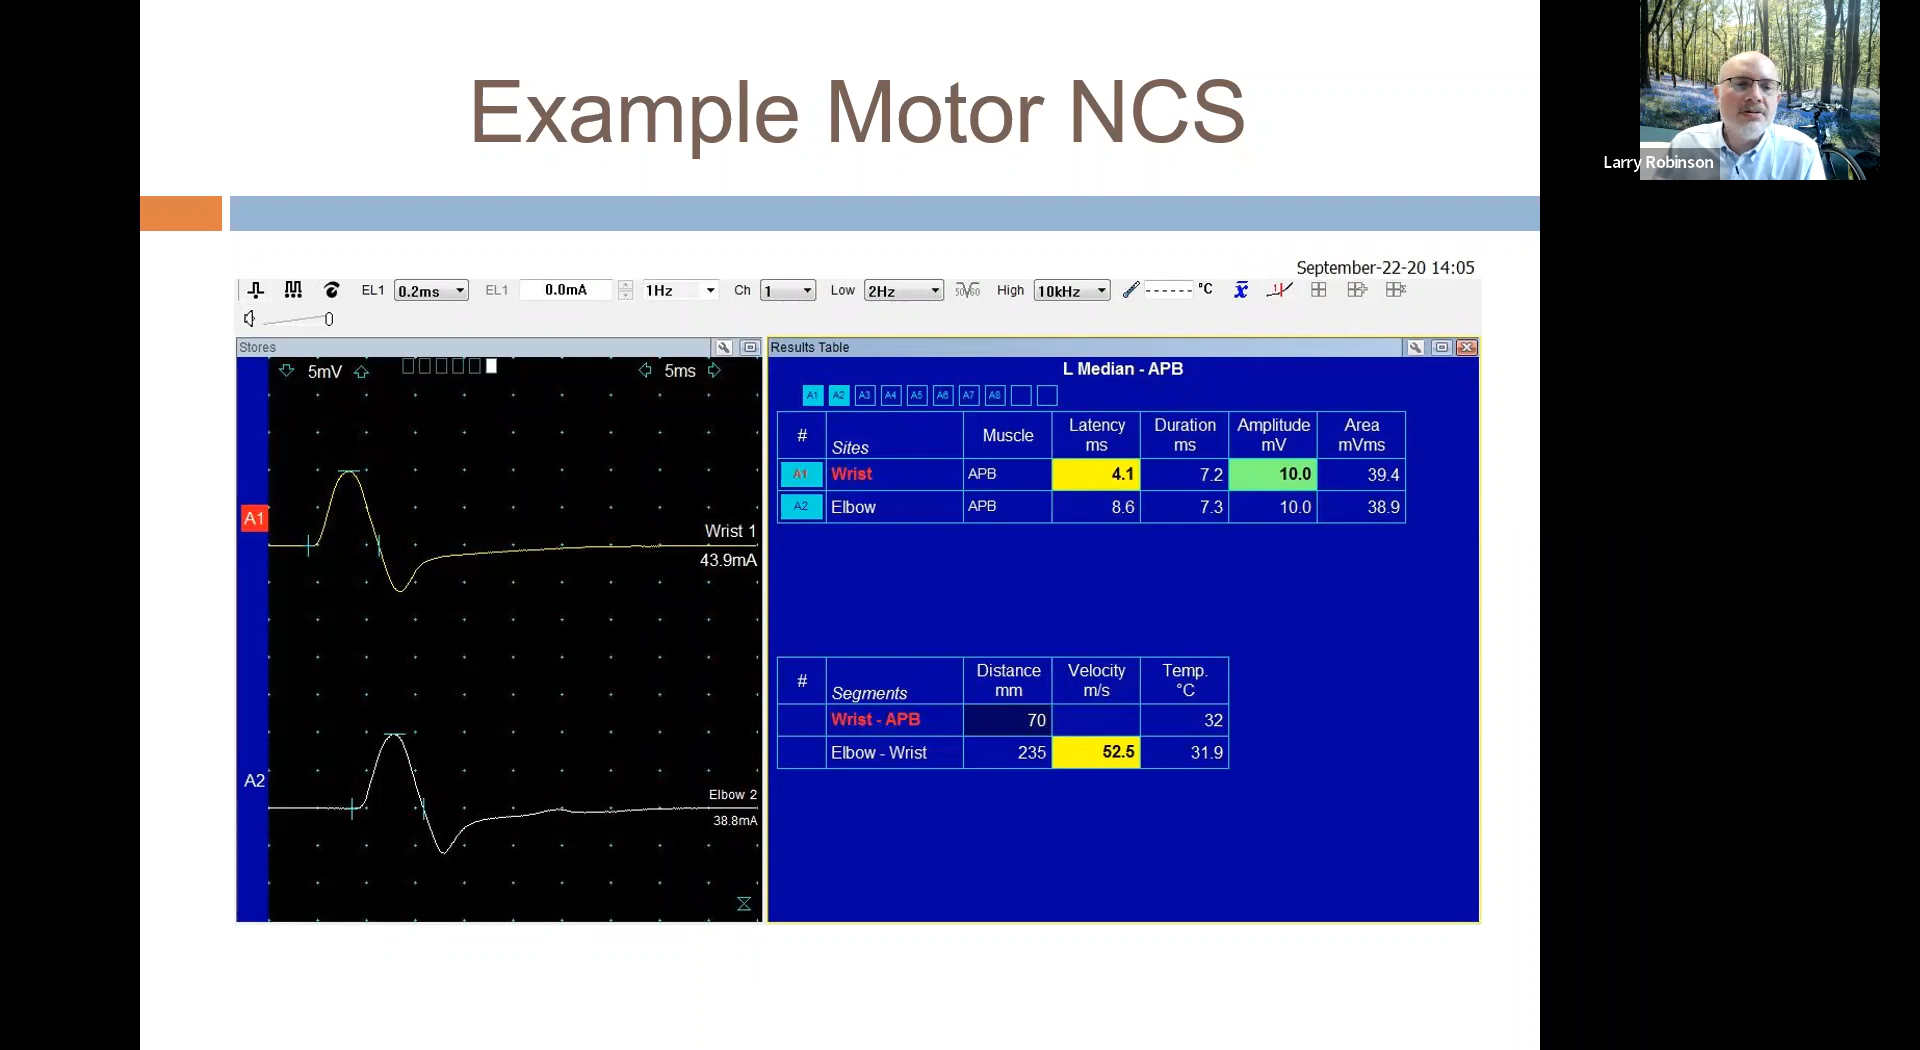 Example Motor NCS
Larry Robinson
September-22-20 14:05
EL1 0.2ms EL1 0.0mA 1Hz Ch 1 Low 2Hz 50/60 High 10kHz ------ °C x̄
0
Stores
5mV 5ms
A1
Wrist 1
43.9mA
A2
Elbow 2
38.8mA
Results Table
L Median - APB
A1 A2 A3 A4 A5 A6 A7 A8
# Sites Muscle Latency ms Duration ms Amplitude mV Area mVms
A1 Wrist APB 4.1 7.2 10.0 39.4
A2 Elbow APB 8.6 7.3 10.0 38.9
# Segments Distance mm Velocity m/s Temp. °C
Wrist - APB 70 32
Elbow - Wrist 235 52.5 31.9